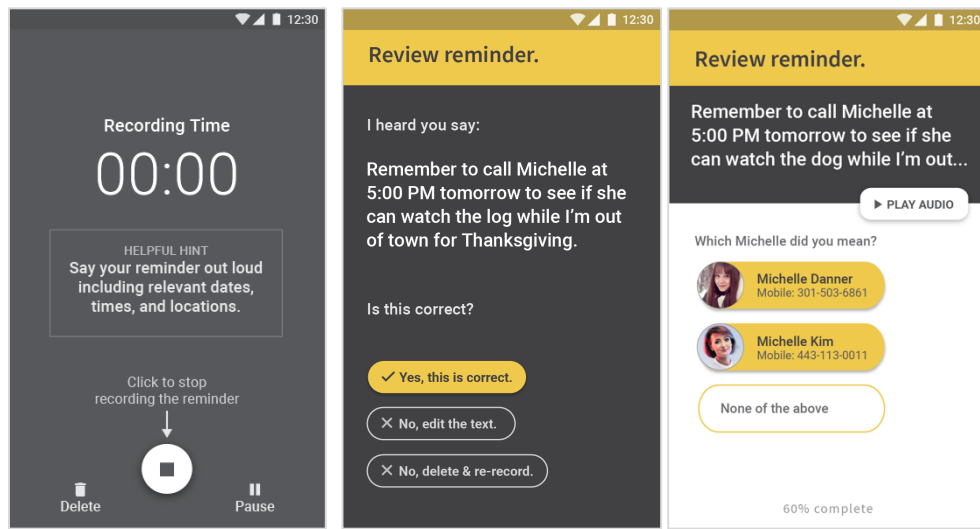 12:30
Recording Time
00:00
HELPFUL HINT
Say your reminder out loud
including relevant dates,
times, and locations.
Click to stop
recording the reminder
Delete
Pause
12:30
Review reminder.
I heard you say:
Remember to call Michelle at
5:00 PM tomorrow to see if she
can watch the log while I'm out
of town for Thanksgiving.
Is this correct?
Yes, this is correct.
No, edit the text.
No, delete & re-record.
12:30
Review reminder.
Remember to call Michelle at
5:00 PM tomorrow to see if she
can watch the dog while I'm out...
PLAY AUDIO
Which Michelle did you mean?
Michelle Danner
Mobile: 301-503-6861
Michelle Kim
Mobile: 443-113-0011
None of the above
60% complete